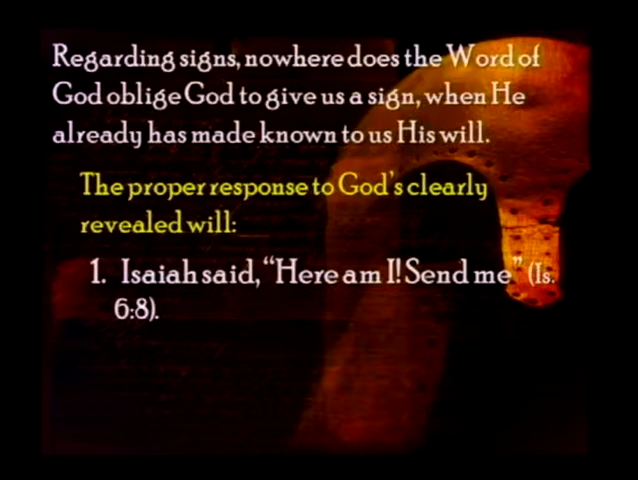 Regarding signs, nowhere does the Word of
God oblige God to give us a sign, when He
already has made known to us His will.
The proper response to God's clearly
revealed will:
1. Isaiah said, “Here am I! Send me” (Is.
6:8).